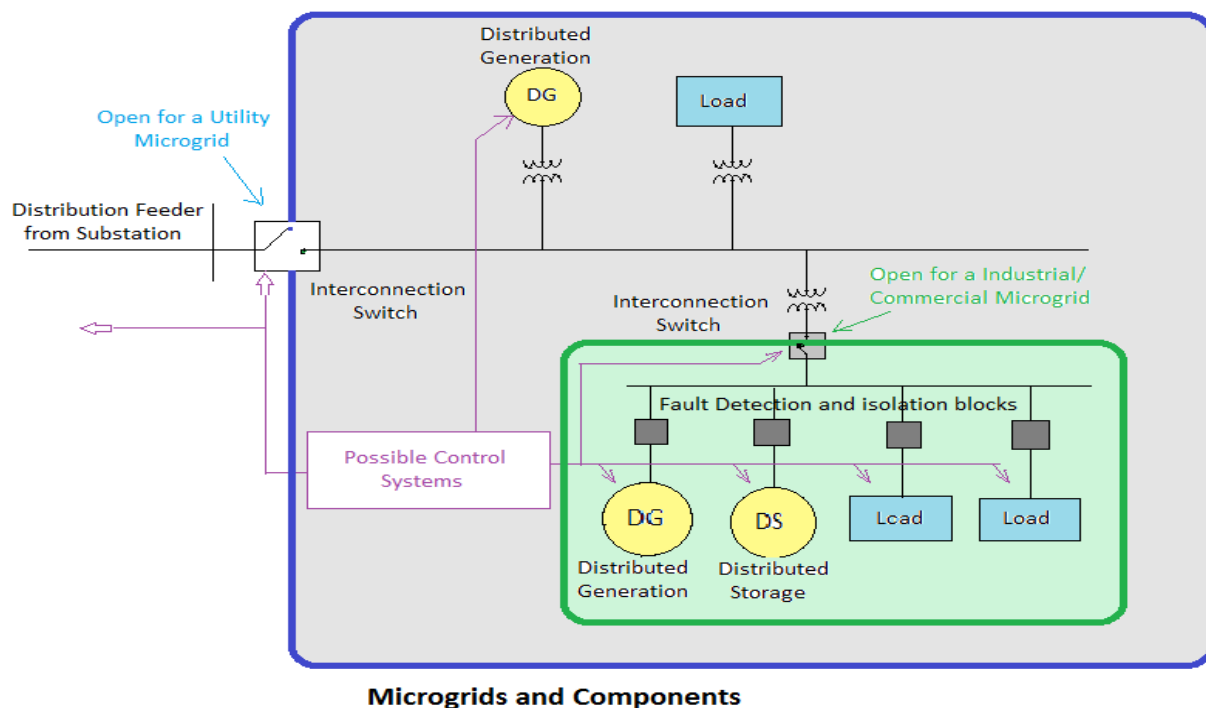 Distributed
Generation
DG
Load
Open for a Utility
Microgrid
Distribution Feeder
from Substation
Interconnection
Switch
Interconnection
Switch
Open for a Industrial/
Commercial Microgrid
Fault Detection and isolation blocks
Possible Control
Systems
DG
DS
Load
Load
Distributed
Generation
Distributed
Storage
Microgrids and Components